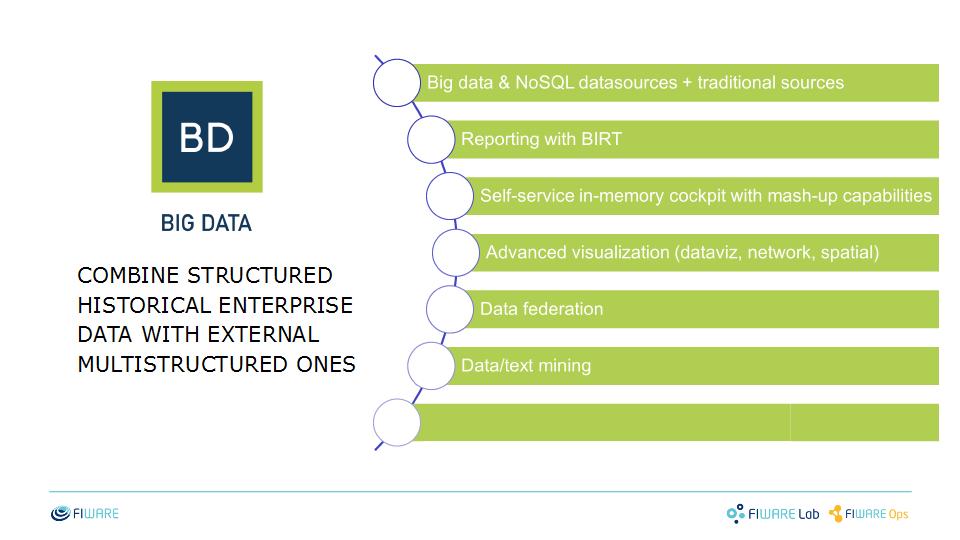 BD
BIG DATA
COMBINE STRUCTURED
HISTORICAL ENTERPRISE
DATA WITH EXTERNAL
MULTISTRUCTURED ONES
Big data & NoSQL datasources + traditional sources
Reporting with BIRT
Self-service in-memory cockpit with mash-up capabilities
Advanced visualization (dataviz, network, spatial)
Data federation
Data/text mining
FIWARE
FIWARE Lab
FIWARE Ops